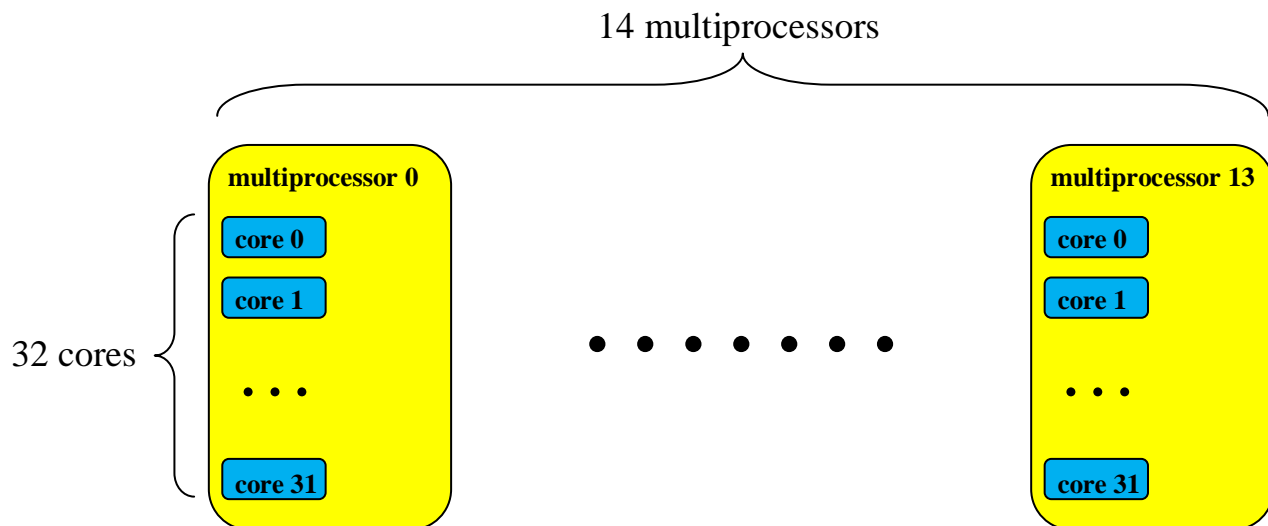 14 multiprocessors
multiprocessor 0
core 0
core 1
. . .
core 31
32 cores
. . . . . . .
multiprocessor 13
core 0
core 1
. . .
core 31